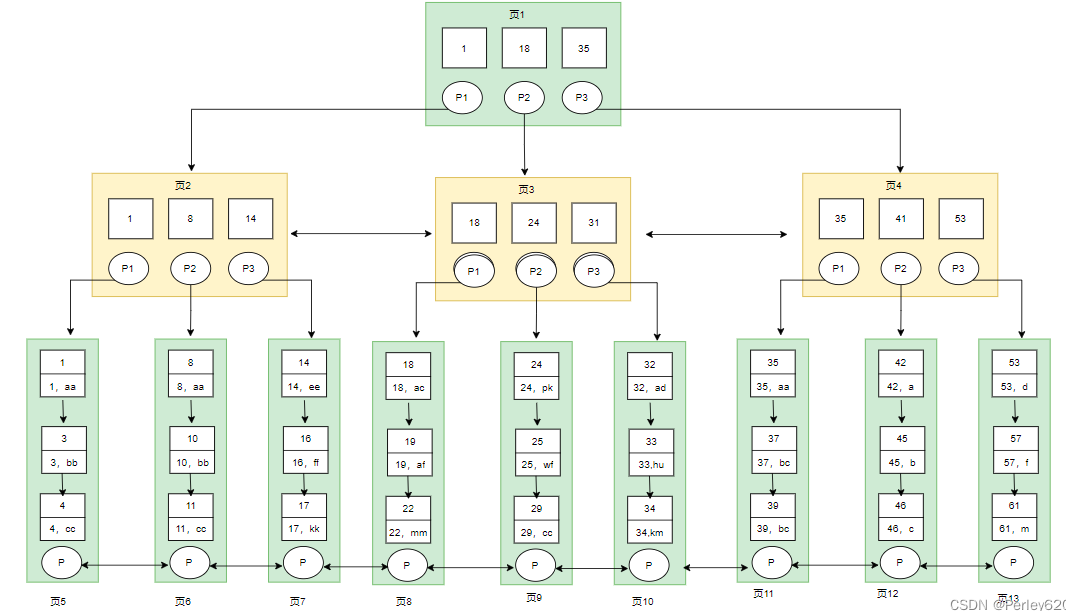 页1
1 18 35
P1 P2 P3
页2
1 8 14
P1 P2 P3
页3
18 24 31
P1 P2 P3
页4
35 41 53
P1 P2 P3
1
1, aa
3
3, bb
4
4, cc
P
页5
8
8, aa
10
10, bb
11
11, cc
P
页6
14
14, ee
16
16, ff
17
17, kk
P
页7
18
18, ac
19
19, af
22
22, mm
P
页8
24
24, pk
25
25, wf
29
29, cc
P
页9
32
32, ad
33
33,hu
34
34,km
P
页10
35
35, aa
37
37, bc
39
39, bc
P
页11
42
42, a
45
45, b
46
46, c
P
页12
53
53, d
57
57, f
61
61, m
P
页13
CSDN @Perley620